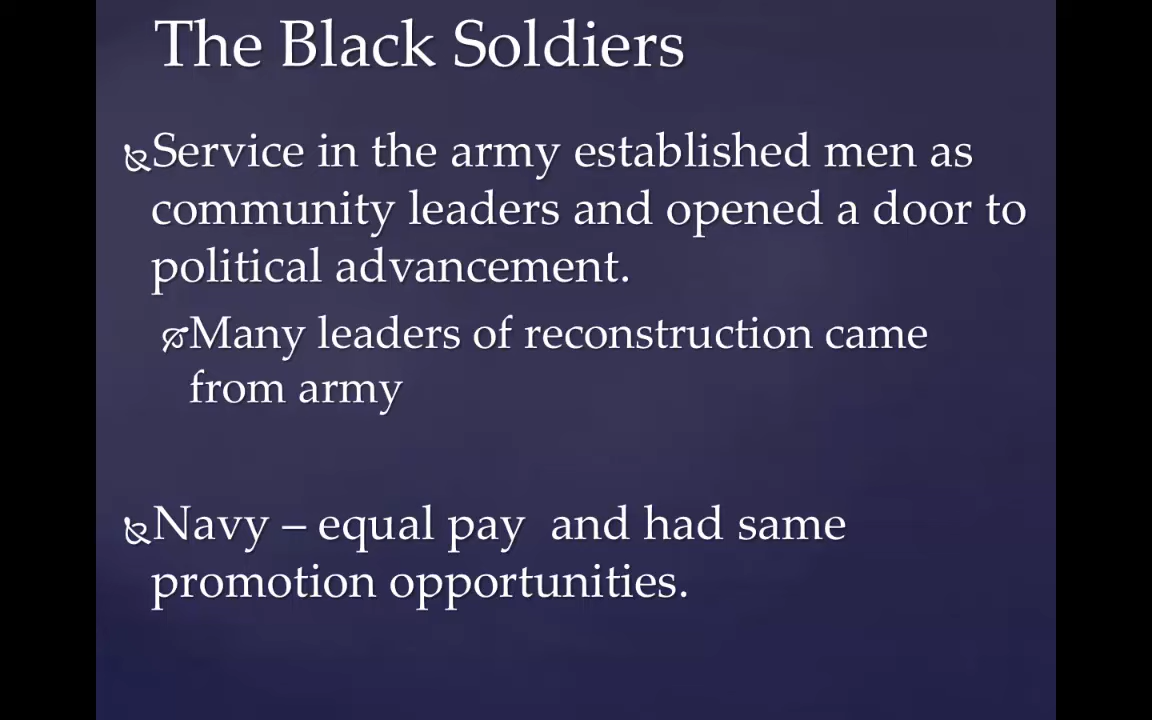 The Black Soldiers
Service in the army established men as
community leaders and opened a door to
political advancement.
Many leaders of reconstruction came
from army
Navy – equal pay  and had same
promotion opportunities.